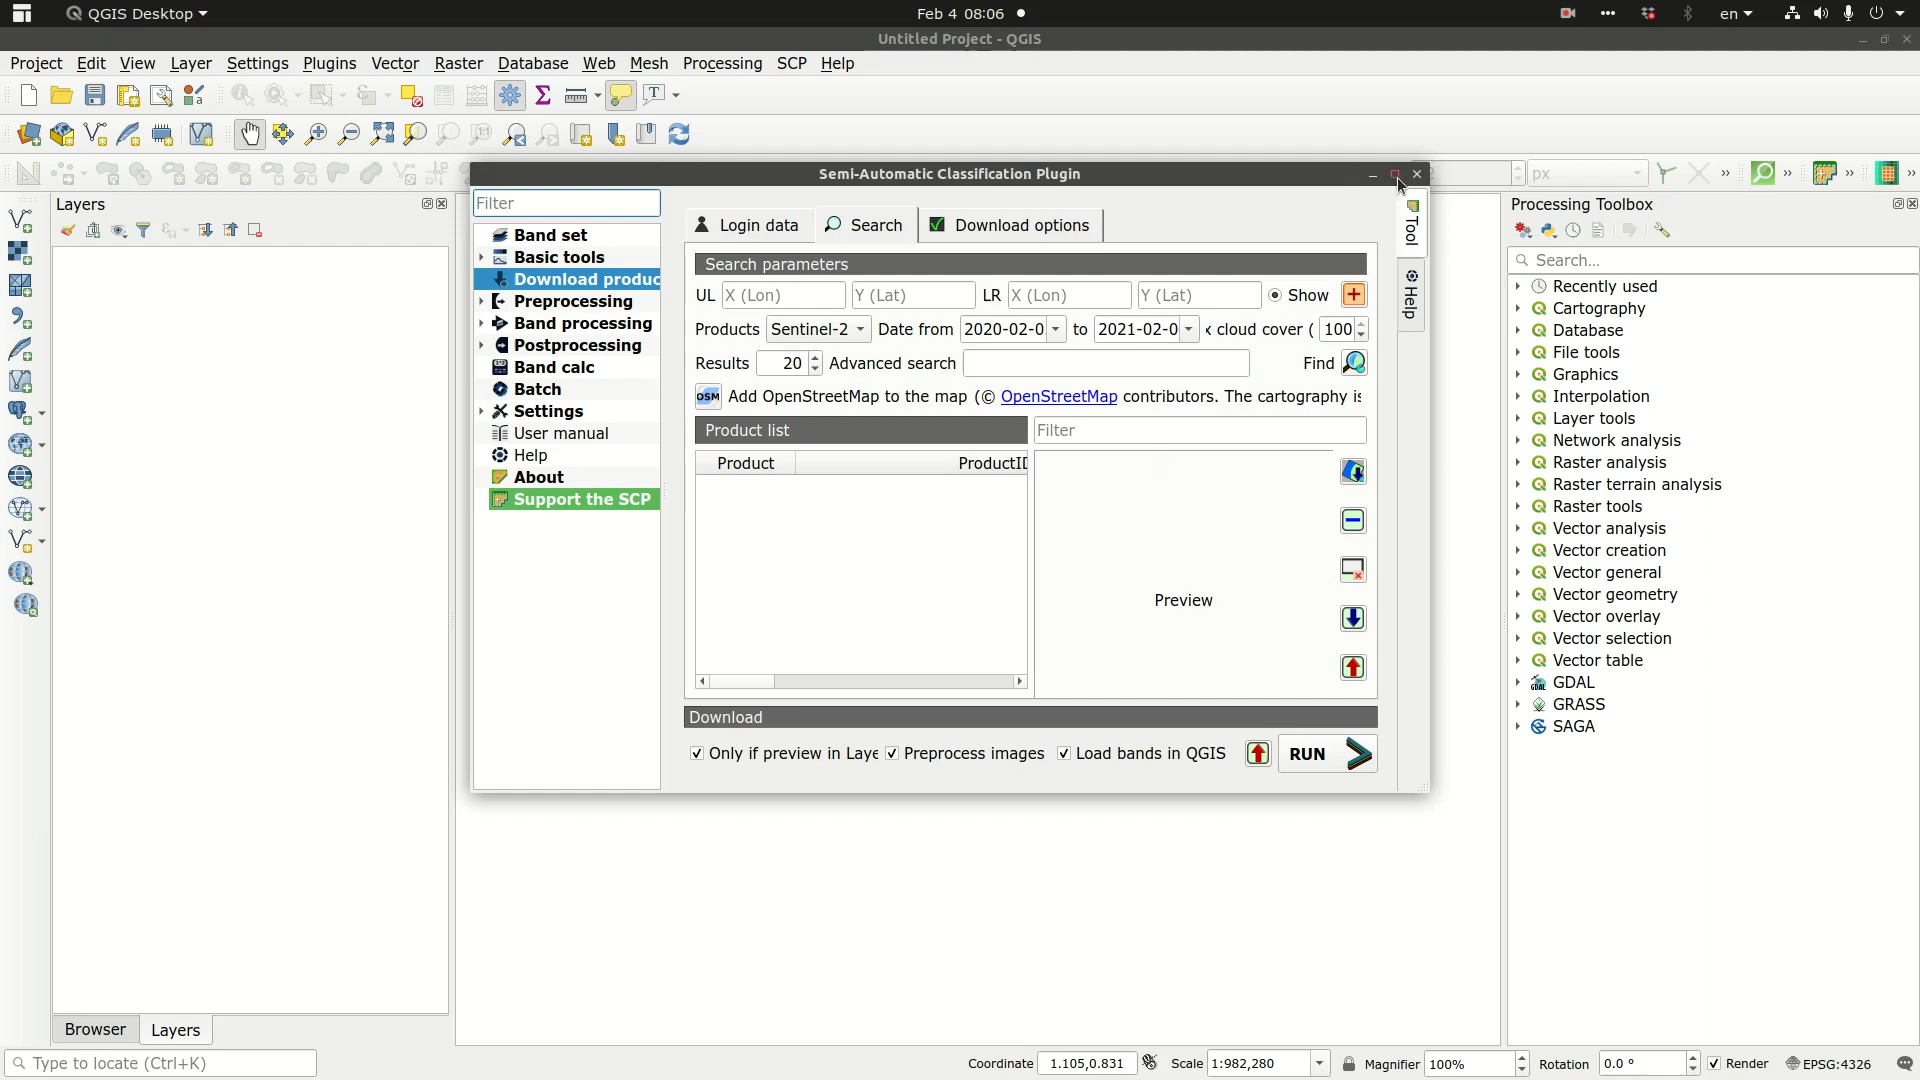 QGIS Desktop
Feb 4 08:06
en
Untitled Project - QGIS
Project Edit View Layer Settings Plugins Vector Raster Database Web Mesh Processing SCP Help
px
Semi-Automatic Classification Plugin
Layers
Filter
Band set
Basic tools
Download produc
Preprocessing
Band processing
Postprocessing
Band calc
Batch
Settings
User manual
Help
About
Support the SCP
Login data
Search
Download options
Tool
Help
Search parameters
UL X (Lon) Y (Lat) LR X (Lon) Y (Lat) Show
Products Sentinel-2 Date from 2020-02-0 to 2021-02-0 x cloud cover ( 100
Results 20 Advanced search Find
OSM Add OpenStreetMap to the map (© OpenStreetMap contributors. The cartography is
Product list
Filter
Product ProductID
Preview
Download
Only if preview in Laye Preprocess images Load bands in QGIS RUN
Processing Toolbox
Search...
Recently used
Cartography
Database
File tools
Graphics
Interpolation
Layer tools
Network analysis
Raster analysis
Raster terrain analysis
Raster tools
Vector analysis
Vector creation
Vector general
Vector geometry
Vector overlay
Vector selection
Vector table
GDAL
GRASS
SAGA
Browser Layers
Type to locate (Ctrl+K)
Coordinate 1.105,0.831 Scale 1:982,280 Magnifier 100% Rotation 0.0 ° Render EPSG:4326